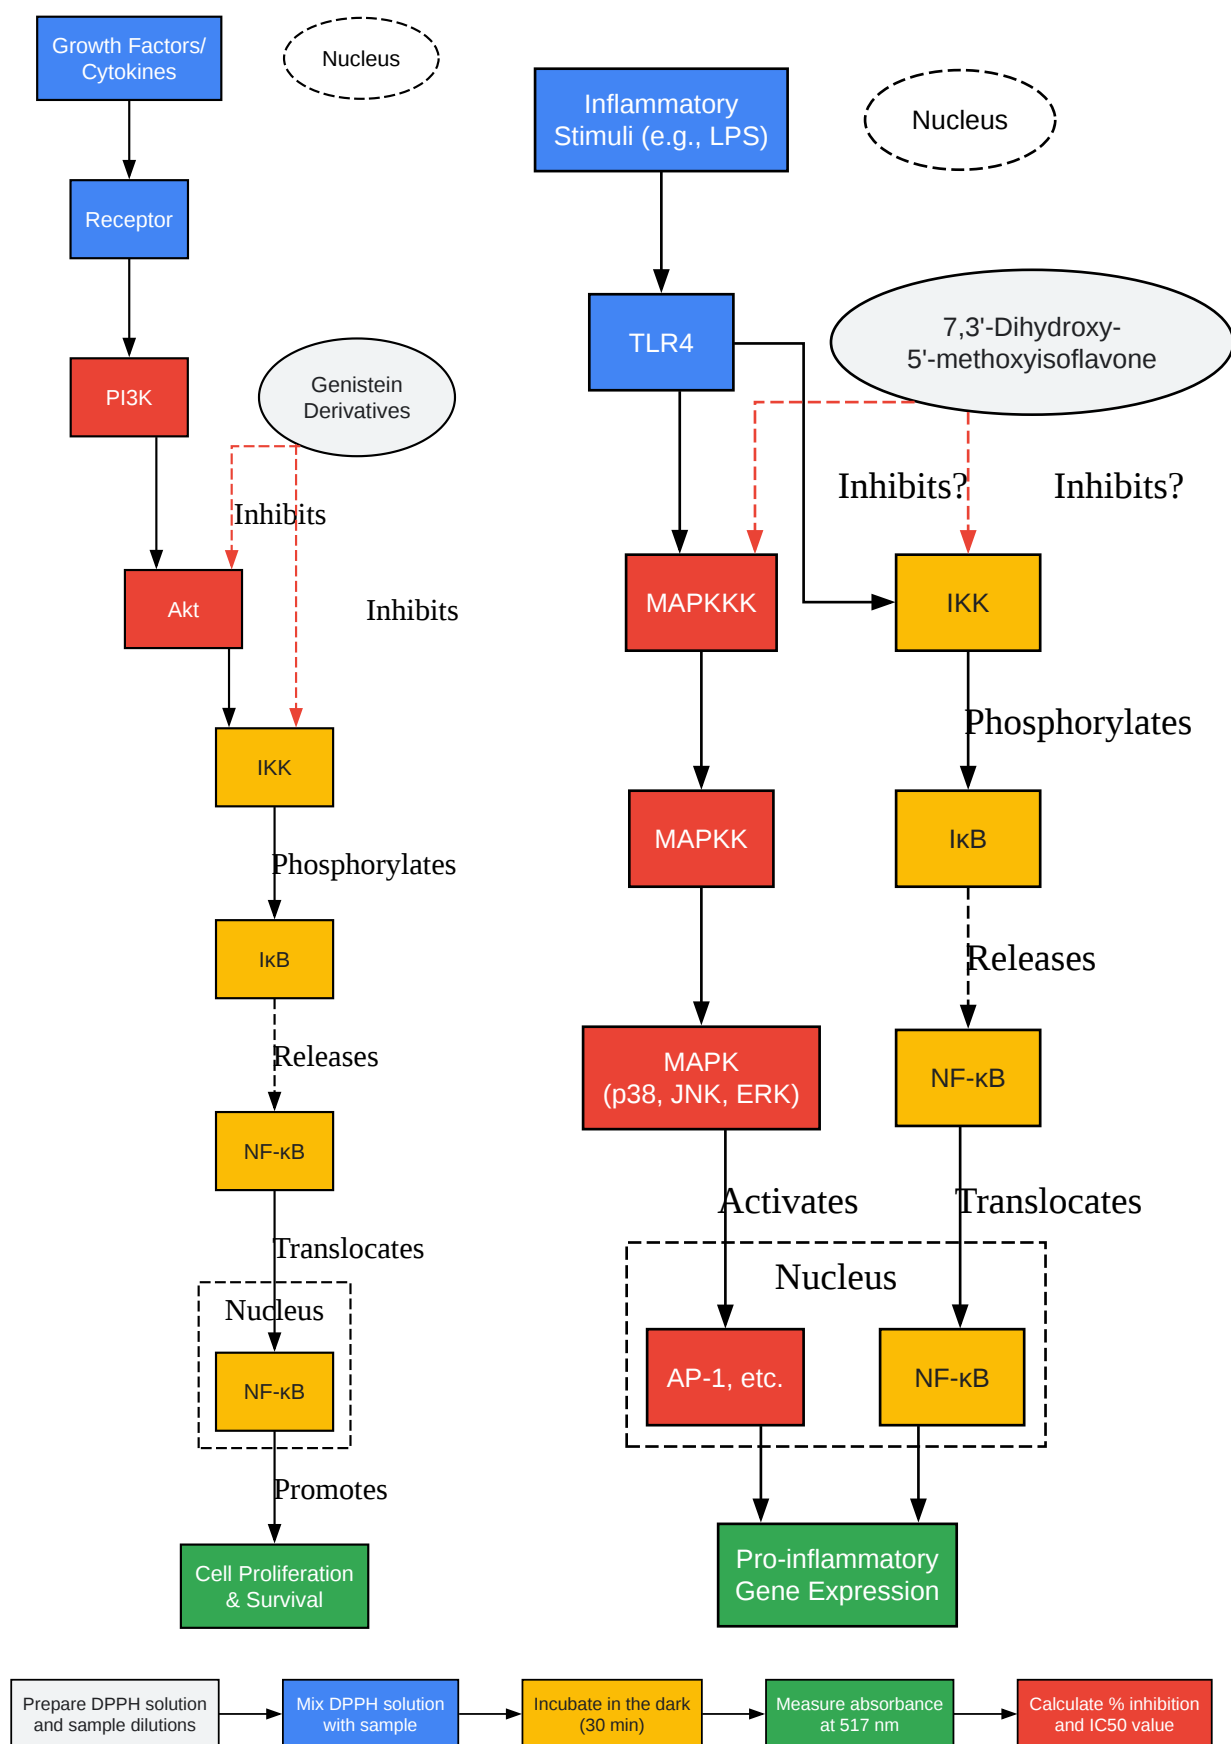 Growth Factors/
Cytokines
Nucleus
Receptor
PI3K
Genistein
Derivatives
Inhibits
Akt
Inhibits
IKK
Phosphorylates
IκB
Releases
NF-κB
Translocates
Nucleus
NF-κB
Promotes
Cell Proliferation
& Survival
Inflammatory
Stimuli (e.g., LPS)
Nucleus
TLR4
7,3'-Dihydroxy-
5'-methoxyisoflavone
Inhibits?
Inhibits?
MAPKKK
IKK
Phosphorylates
MAPKK
IκB
Releases
MAPK
(p38, JNK, ERK)
NF-κB
Activates
Translocates
Nucleus
AP-1, etc.
NF-κB
Pro-inflammatory
Gene Expression
Prepare DPPH solution
and sample dilutions
Mix DPPH solution
with sample
Incubate in the dark
(30 min)
Measure absorbance
at 517 nm
Calculate % inhibition
and IC50 value